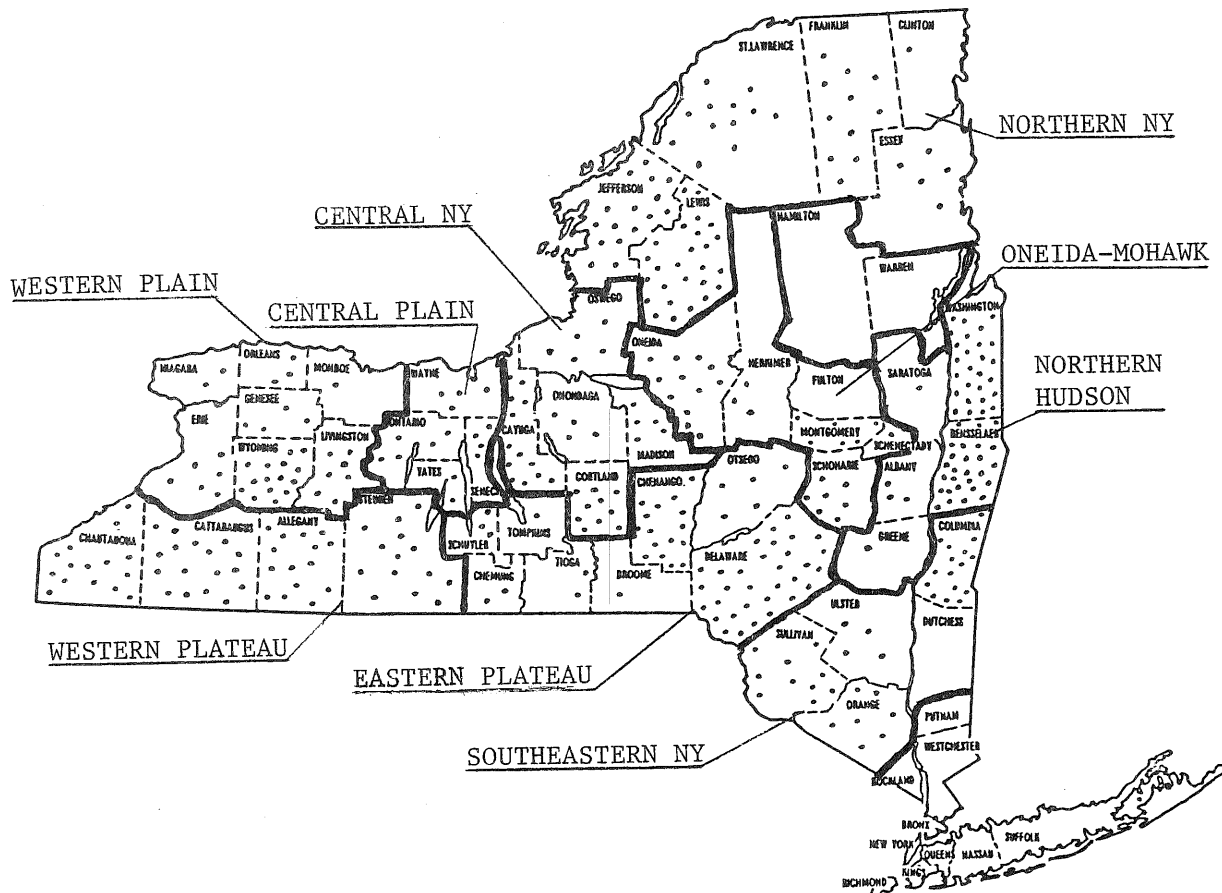 ST.LAWRENCE
FRANKLIN
CLINTON
NORTHERN NY
ESSEX
JEFFERSON
LEWIS
CENTRAL NY
HAMILTON
ONEIDA-MOHAWK
WARREN
WESTERN PLAIN
OSWEGO
WASHINGTON
CENTRAL PLAIN
ONEIDA
ORLEANS
NIAGARA
MONROE
WAYNE
HERKIMER
FULTON
SARATOGA
NORTHERN
HUDSON
GENESEE
ONONDAGA
ERIE
LIVINGSTON
ONTARIO
CAYUGA
MONTGOMERY
RENSSELAER
SCHENECTADY
WYOMING
MADISON
OTSEGO
YATES
SENECA
CORTLAND
CHENANGO
SCHOHARIE
ALBANY
STEUBEN
ALLEGANY
CATTARAUGUS
CHAUTAUQUA
TOMPKINS
SCHUYLER
TIOGA
COLUMBIA
GREENE
DELAWARE
CHEMUNG
BROOME
ULSTER
DUTCHESS
SULLIVAN
WESTERN PLATEAU
EASTERN PLATEAU
ORANGE
PUTNAM
SOUTHEASTERN NY
WESTCHESTER
ROCKLAND
BRONX
NEW YORK
SUFFOLK
QUEENS
NASSAU
KINGS
RICHMOND